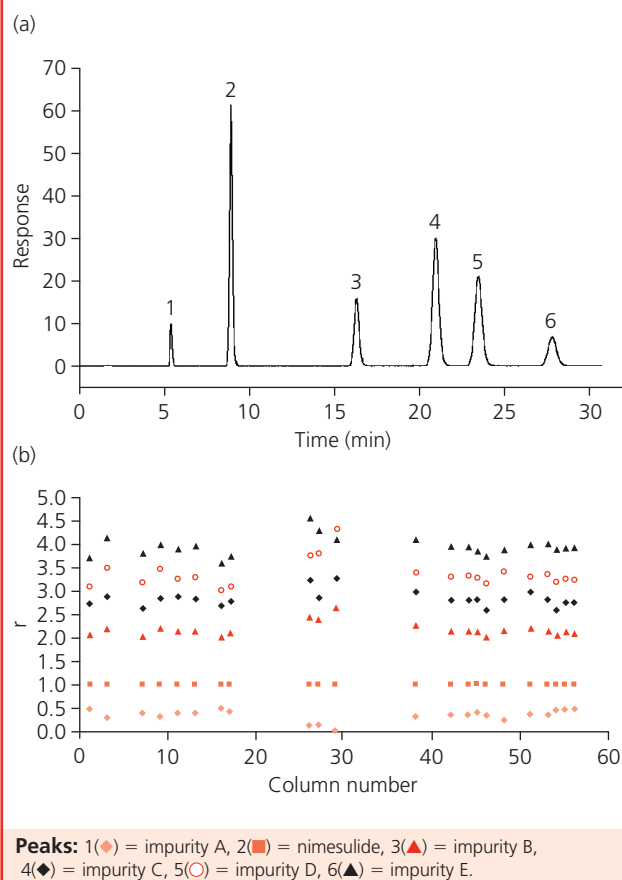 (a)
70
60
50
40
30
20
10
0
Response
1
2
3
4
5
6
0 5 10 15 20 25 30
Time (min)
(b)
5.0
4.5
4.0
3.5
3.0
2.5
2.0
1.5
1.0
0.5
0.0
r
0 10 20 30 40 50 60
Column number
Peaks: 1(◆) = impurity A, 2(■) = nimesulide, 3(▲) = impurity B,
4(◆) = impurity C, 5(○) = impurity D, 6(▲) = impurity E.